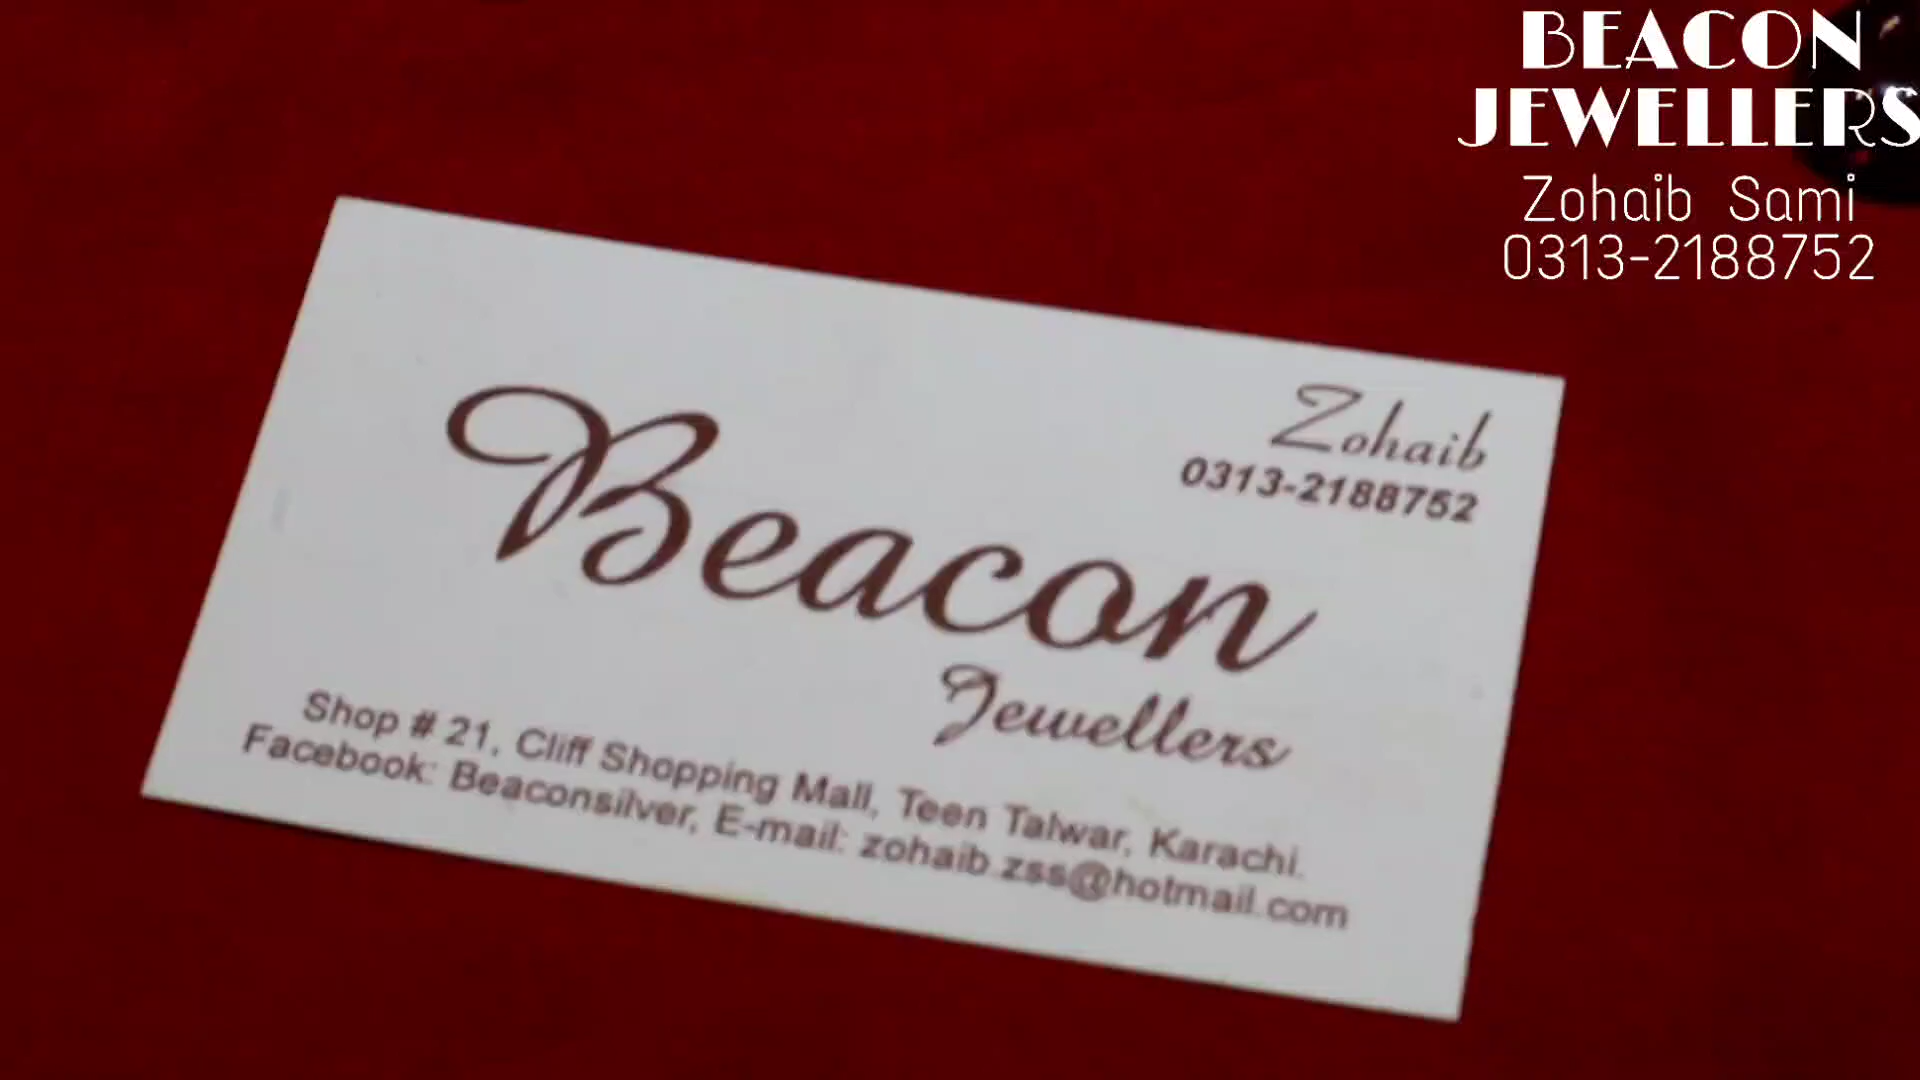 BEACON
JEWELLERS
Zohaib Sami
0313-2188752
Zohaib
0313-2188752
Beacon
Jewellers
Shop # 21, Cliff Shopping Mall, Teen Talwar, Karachi.
Facebook: Beaconsilver, E-mail: zohaib.zss@hotmail.com